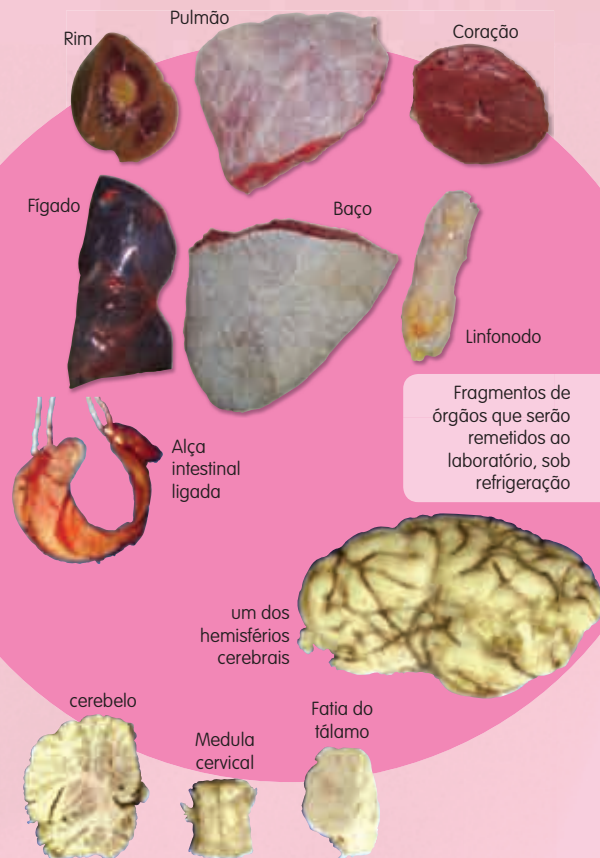 Rim
Pulmão
Coração
Fígado
Baço
Linfonodo
Alça
intestinal
ligada
Fragmentos de
órgãos que serão
remetidos ao
laboratório, sob
refrigeração
um dos
hemisférios
cerebrais
cerebelo
Medula
cervical
Fatia do
tálamo